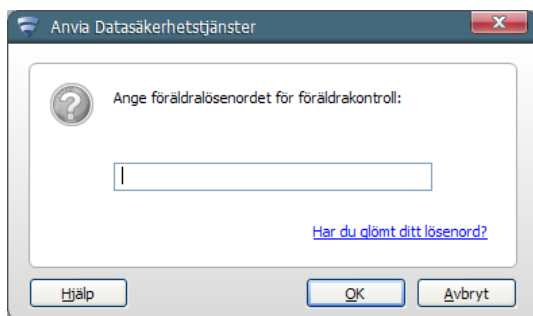 Anvia Datasäkerhetstjänster
Ange föräldralösenordet för föräldrakontroll:
Har du glömt ditt lösenord?
Hjälp OK Avbryt